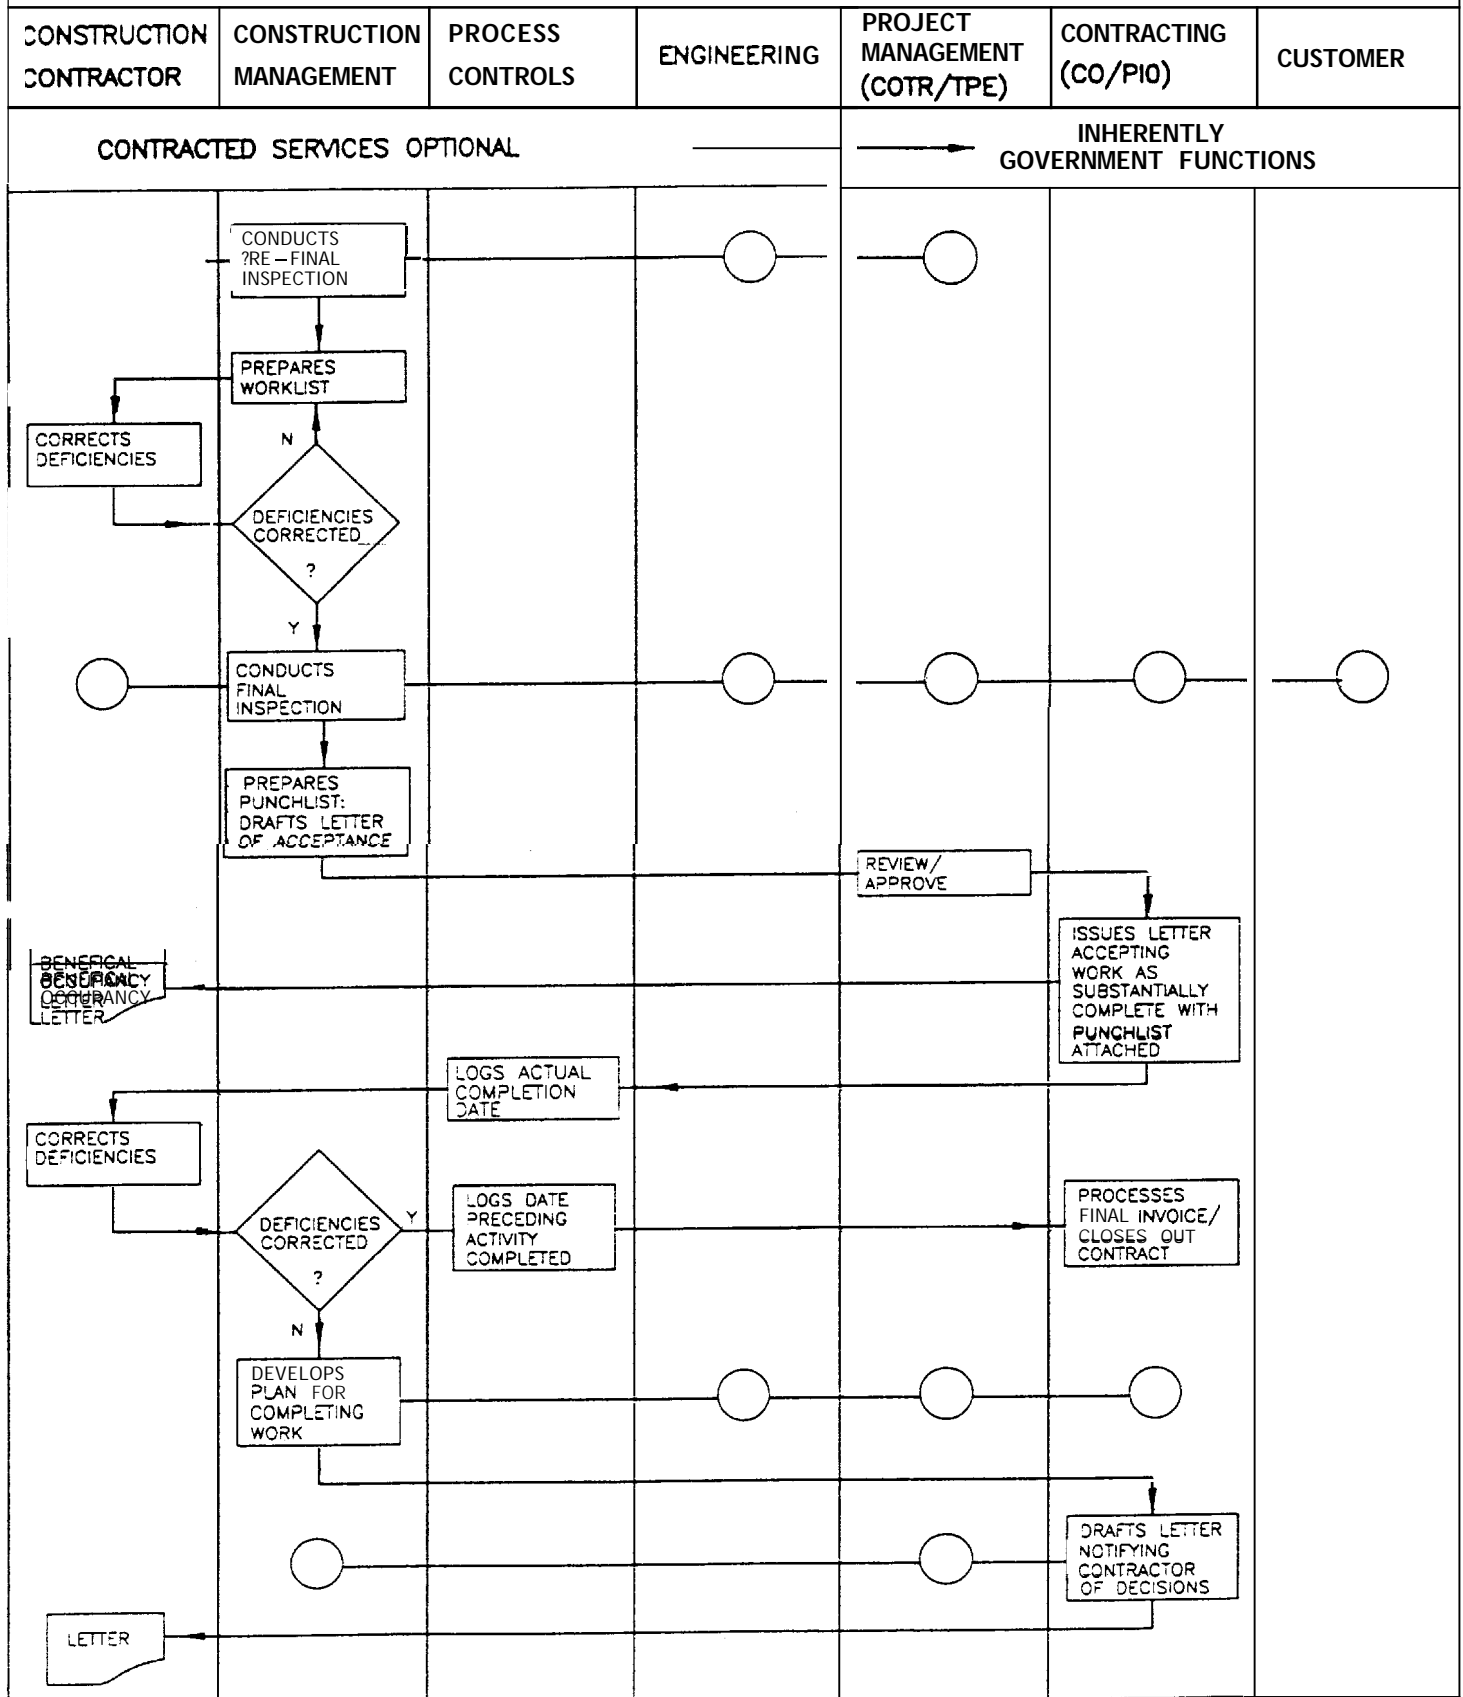 CONSTRUCTION
CONTRACTOR
CONSTRUCTION
MANAGEMENT
PROCESS
CONTROLS
ENGINEERING
PROJECT
MANAGEMENT
(COTR/TPE)
CONTRACTING
(CO/PIO)
CUSTOMER
CONTRACTED SERVICES OPTIONAL
INHERENTLY
GOVERNMENT FUNCTIONS
CONDUCTS
?RE-FINAL
INSPECTION
PREPARES
WORKLIST
N
CORRECTS
DEFICIENCIES
DEFICIENCIES
CORRECTED
?
Y
CONDUCTS
FINAL
INSPECTION
PREPARES
PUNCHLIST:
DRAFTS LETTER
OF ACCEPTANCE
REVIEW/
APPROVE
ISSUES LETTER
ACCEPTING
WORK AS
SUBSTANTIALLY
COMPLETE WITH
PUNCHLIST
ATTACHED
BENEFICAL
OCCUPANCY
LETTER
LOGS ACTUAL
COMPLETION
DATE
CORRECTS
DEFICIENCIES
DEFICIENCIES
CORRECTED
?
Y
LOGS DATE
PRECEDING
ACTIVITY
COMPLETED
PROCESSES
FINAL INVOICE/
CLOSES OUT
CONTRACT
N
DEVELOPS
PLAN FOR
COMPLETING
WORK
DRAFTS LETTER
NOTIFYING
CONTRACTOR
OF DECISIONS
LETTER